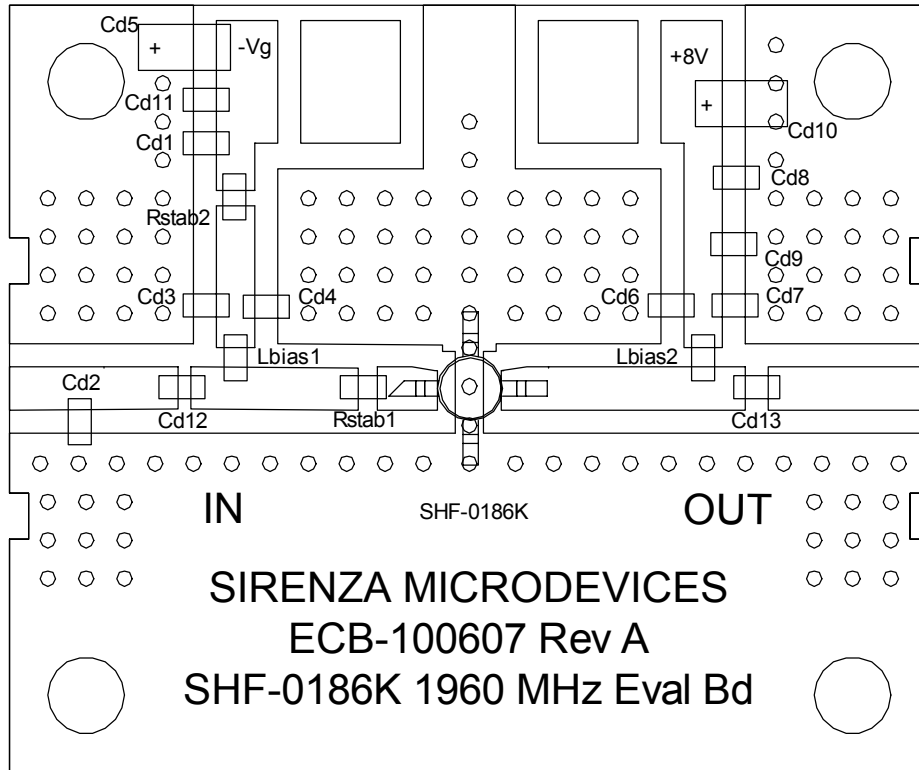 Cd5
+
-Vg
+8V
Cd11
+
Cd1
Cd10
Cd8
Rstab2
Cd9
Cd3
Cd4
Cd6
Cd7
Lbias1
Lbias2
Cd2
Cd12
Rstab1
Cd13
IN
SHF-0186K
OUT
SIRENZA MICRODEVICES
ECB-100607 Rev A
SHF-0186K 1960 MHz Eval Bd